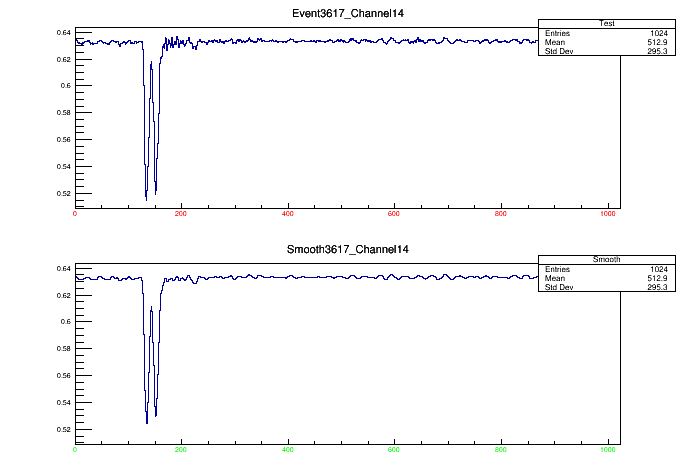 Event3617_Channel14
Test
Entries 1024
Mean 512.9
Std Dev 295.3
0.64
0.62
0.6
0.58
0.56
0.54
0.52
0 200 400 600 800 1000
Smooth3617_Channel14
Smooth
Entries 1024
Mean 512.9
Std Dev 295.3
0.64
0.62
0.6
0.58
0.56
0.54
0.52
0 200 400 600 800 1000